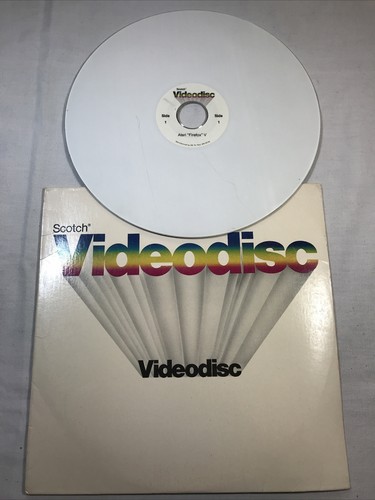 Scotch®
Videodisc
Side
1
Side
1
Atari "Firefox" V
Scotch®
Videodisc
Videodisc